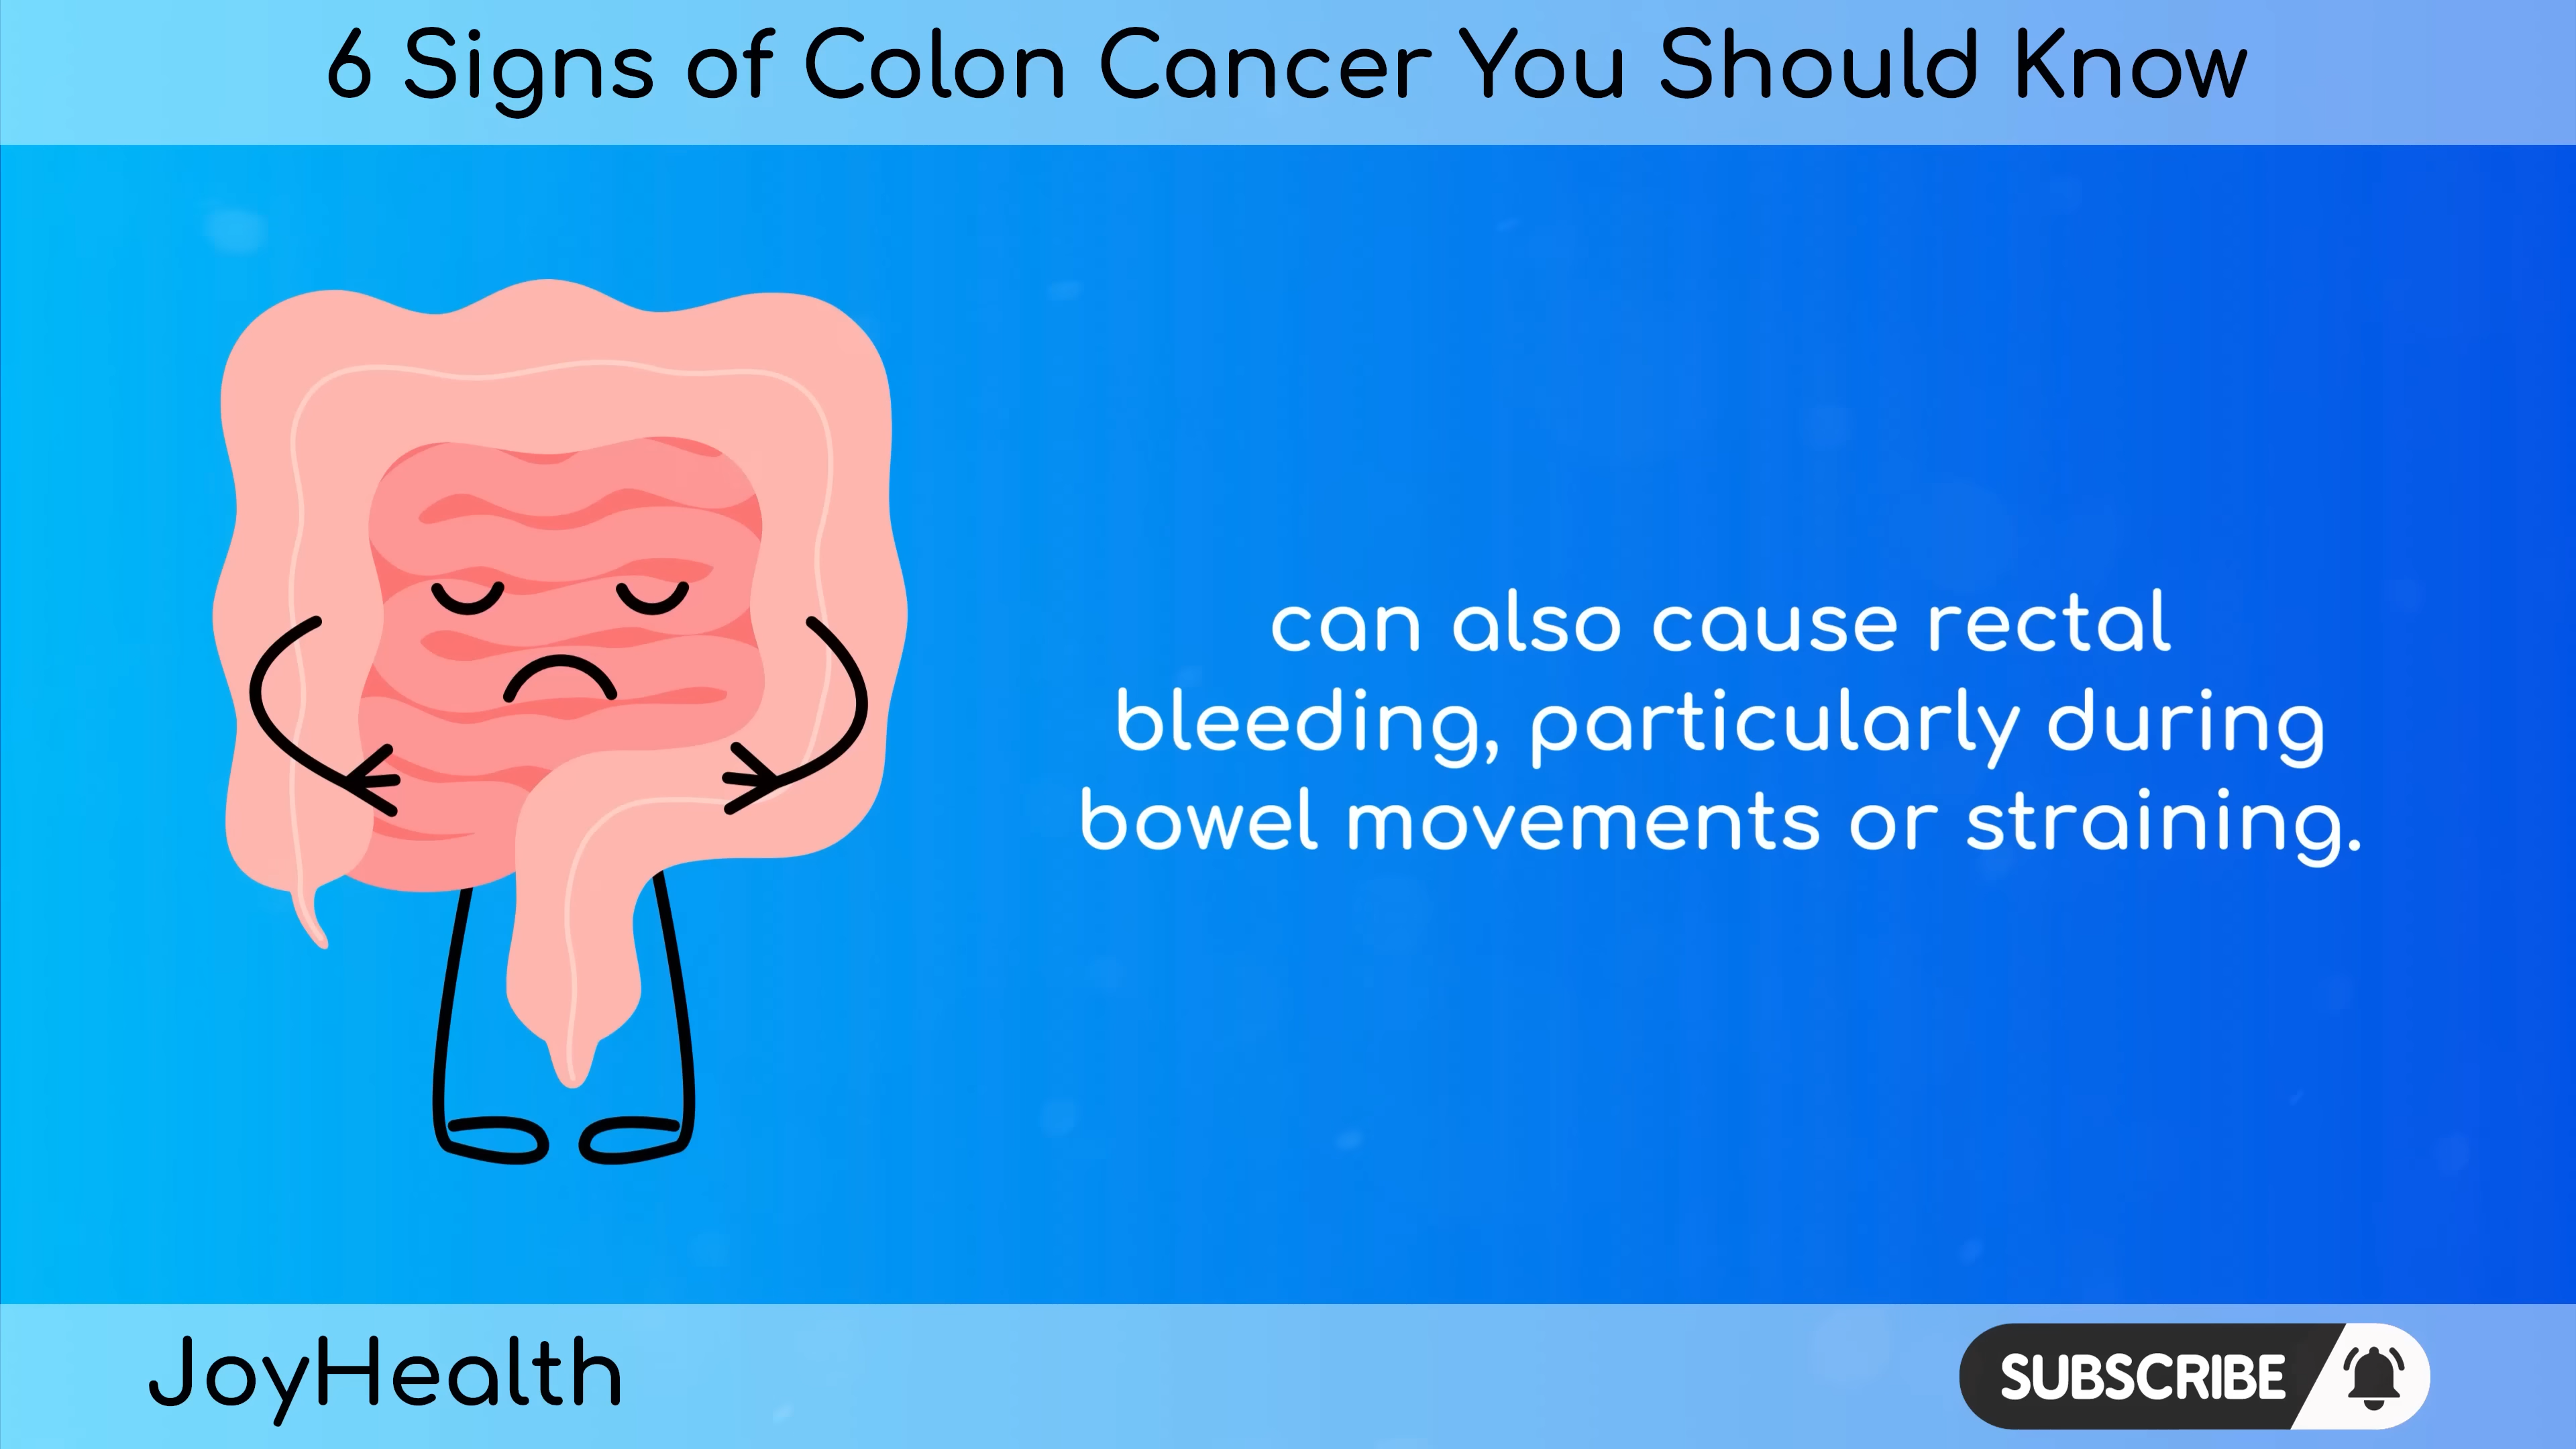 6 Signs of Colon Cancer You Should Know
can also cause rectal
bleeding, particularly during
bowel movements or straining.
JoyHealth
SUBSCRIBE